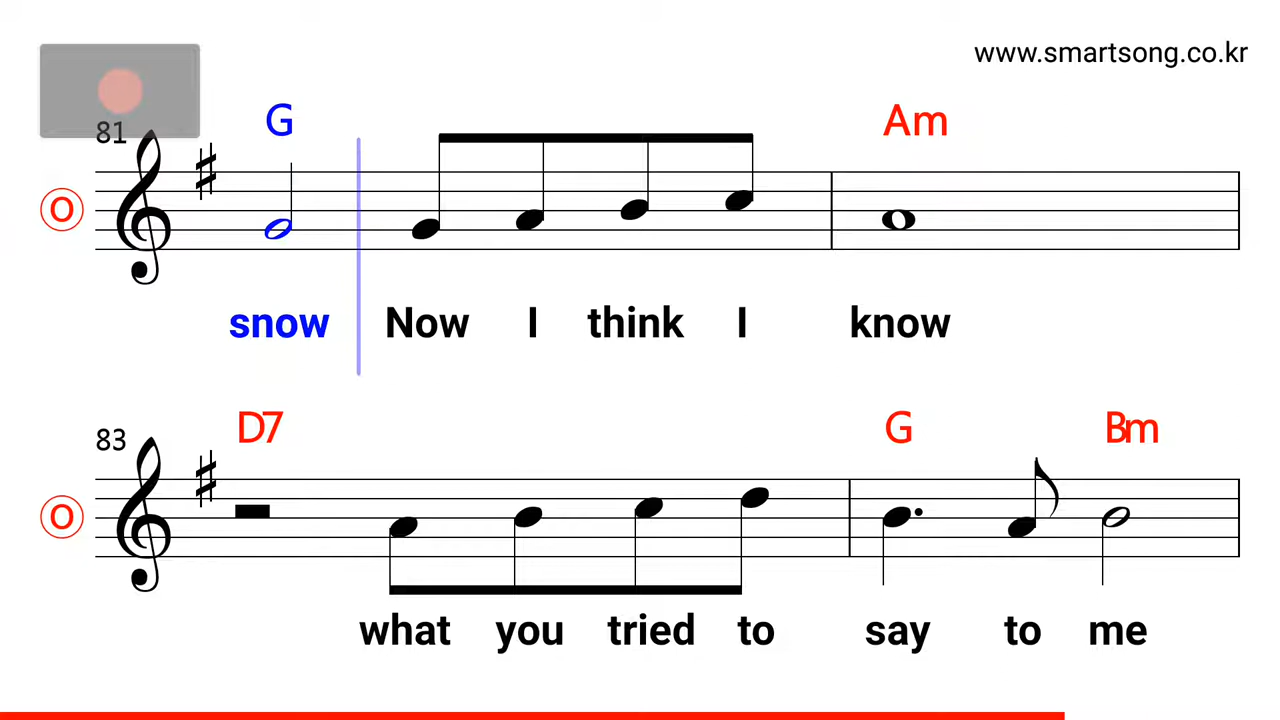 www.smartsong.co.kr
G Am
81
O
snow Now I think I know
D7 G Bm
83
O
what you tried to say to me